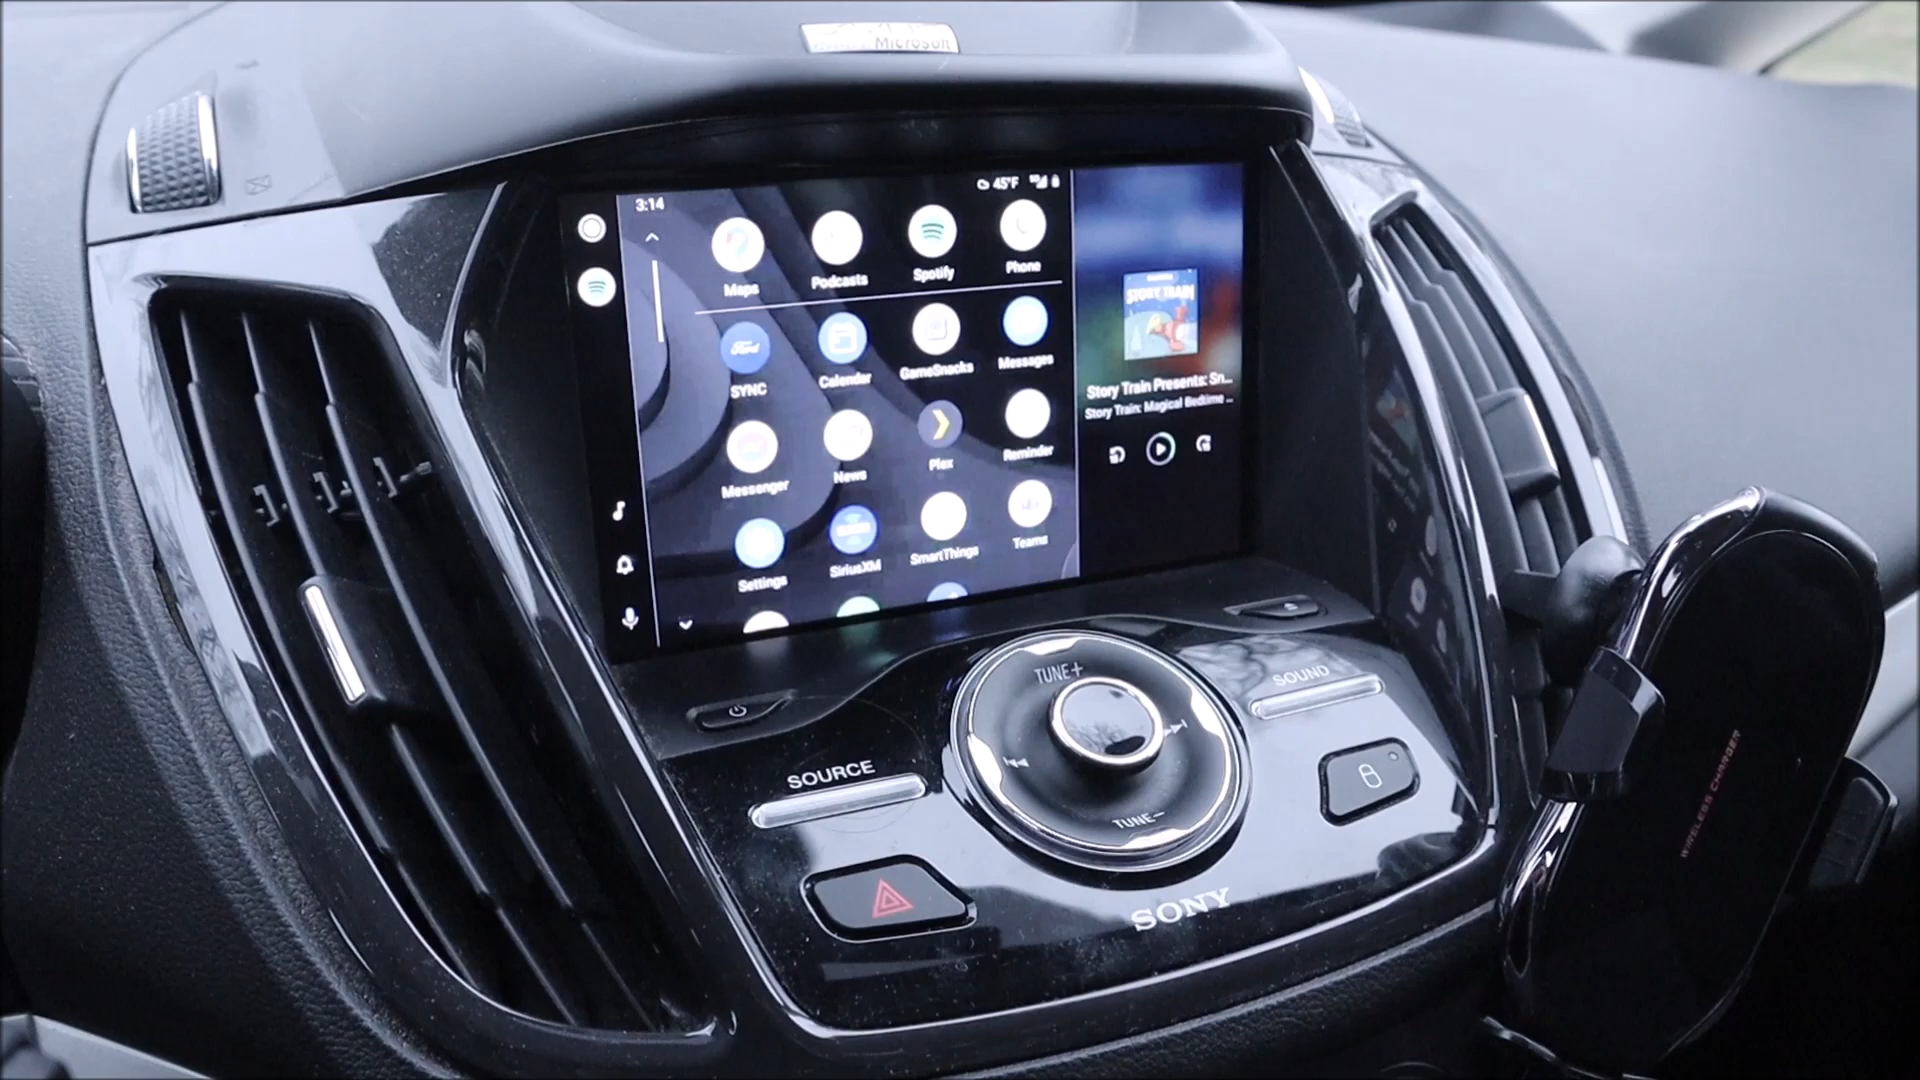 Microsoft
3:14
45°F
Maps
Podcasts
Spotify
Phone
Ford
SYNC
Calendar
GameSnacks
Messages
Messenger
News
Plex
Reminder
Settings
SiriusXM
SmartThings
Teams
STORY TRAIN
Story Train Presents: Sn...
Story Train: Magical Bedtime ...
TUNE+
SOUND
SOURCE
TUNE-
SONY
WIRELESS CHARGER